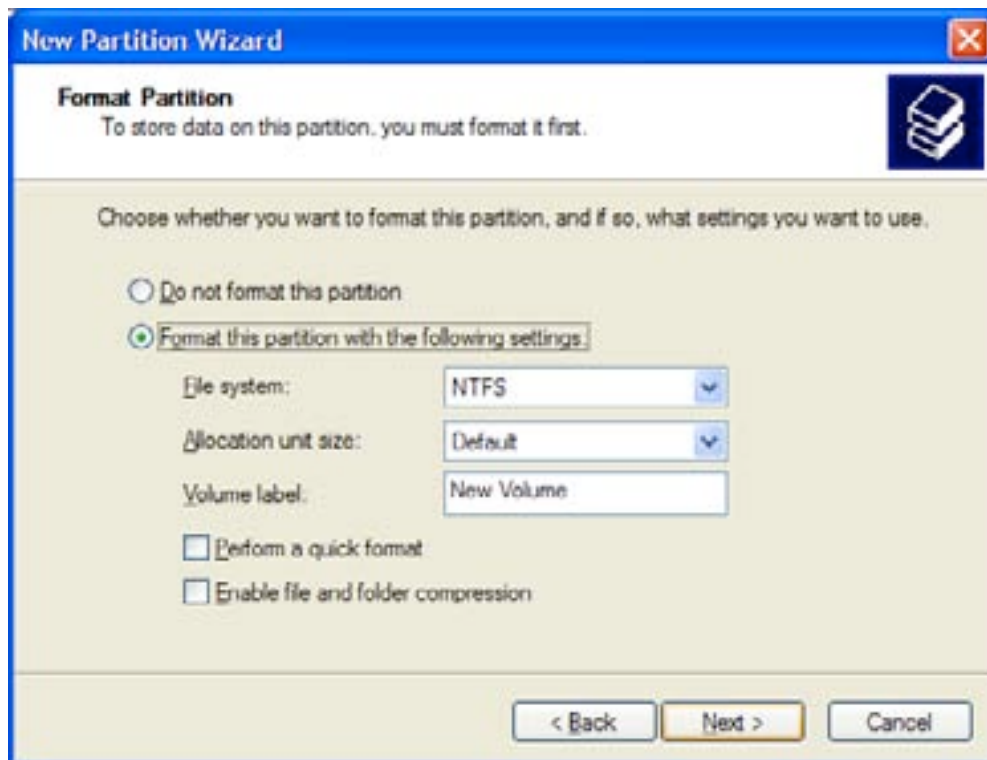 New Partition Wizard
Format Partition
To store data on this partition, you must format it first.
Choose whether you want to format this partition, and if so, what settings you want to use.
Do not format this partition
Format this partition with the following settings:
File system:
NTFS
Allocation unit size:
Default
Volume label:
New Volume
Perform a quick format
Enable file and folder compression
< Back
Next >
Cancel